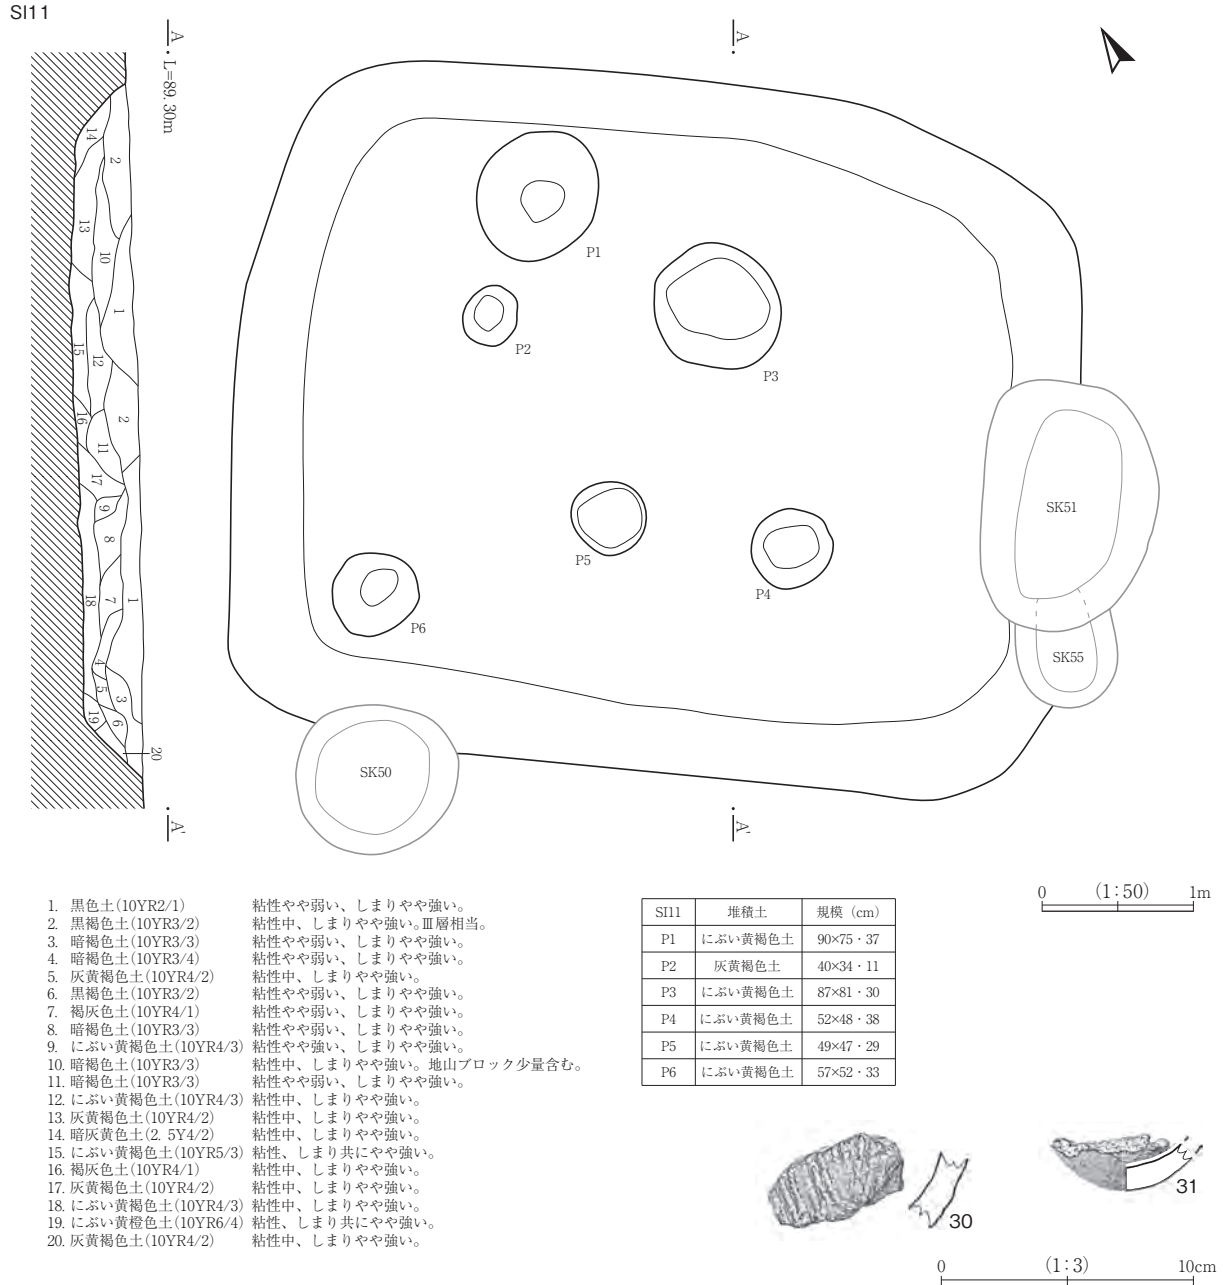 SI11
A
L=89.30m
A
14
2
13
10
1
15
12
16
2
11
17
9
8
18
7
1
4
5
3
19
6
20
A'
A'
P1
P2
P3
P4
P5
P6
SK51
SK55
SK50
0 (1:50) 1m
1. 黒色土(10YR2/1) 粘性やや弱い、しまりやや強い。
2. 黒褐色土(10YR3/2) 粘性中、しまりやや強い。Ⅲ層相当。
3. 暗褐色土(10YR3/3) 粘性やや弱い、しまりやや強い。
4. 暗褐色土(10YR3/4) 粘性やや弱い、しまりやや強い。
5. 灰黄褐色土(10YR4/2) 粘性中、しまりやや強い。
6. 黒褐色土(10YR3/2) 粘性やや弱い、しまりやや強い。
7. 褐灰色土(10YR4/1) 粘性やや弱い、しまりやや強い。
8. 暗褐色土(10YR3/3) 粘性やや弱い、しまりやや強い。
9. にぶい黄褐色土(10YR4/3) 粘性やや強い、しまりやや強い。
10. 暗褐色土(10YR3/3) 粘性中、しまりやや強い。地山ブロック少量含む。
11. 暗褐色土(10YR3/3) 粘性やや弱い、しまりやや強い。
12. にぶい黄褐色土(10YR4/3) 粘性中、しまりやや強い。
13. 灰黄褐色土(10YR4/2) 粘性中、しまりやや強い。
14. 暗灰黄色土(2. 5Y4/2) 粘性中、しまりやや強い。
15. にぶい黄褐色土(10YR5/3) 粘性、しまり共にやや強い。
16. 褐灰色土(10YR4/1) 粘性中、しまりやや強い。
17. 灰黄褐色土(10YR4/2) 粘性中、しまりやや強い。
18. にぶい黄褐色土(10YR4/3) 粘性中、しまりやや強い。
19. にぶい黄橙色土(10YR6/4) 粘性、しまり共にやや強い。
20. 灰黄褐色土(10YR4/2) 粘性中、しまりやや強い。
SI11 堆積土 規模（cm）
P1 にぶい黄褐色土 90×75・37
P2 灰黄褐色土 40×34・11
P3 にぶい黄褐色土 87×81・30
P4 にぶい黄褐色土 52×48・38
P5 にぶい黄褐色土 49×47・29
P6 にぶい黄褐色土 57×52・33
30
31
0 (1:3) 10cm